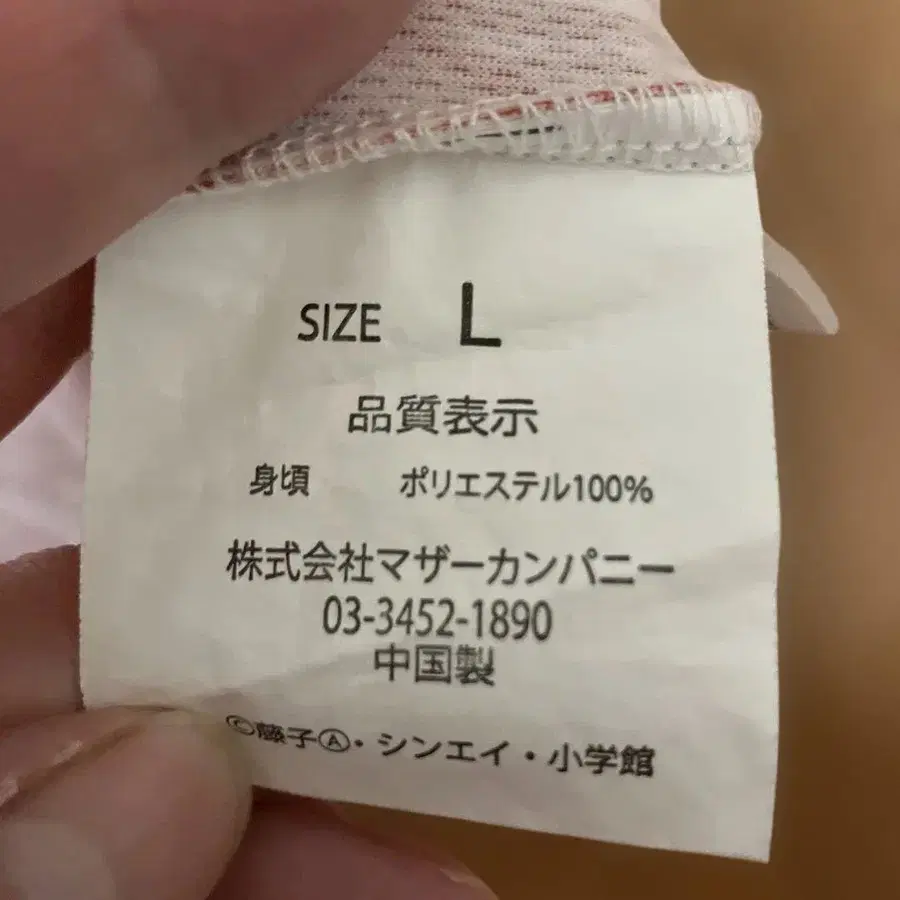 SIZE L
品質表示
身頃 ポリエステル100%
株式会社マザーカンパニー
03-3452-1890
中国製
©藤子Ⓐ・シンエイ・小学館